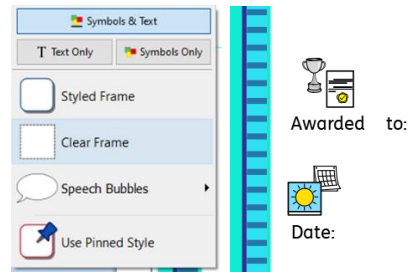 Symbols & Text
T Text Only
Symbols Only
Styled Frame
Clear Frame
Speech Bubbles
Use Pinned Style
Awarded to:
Date: